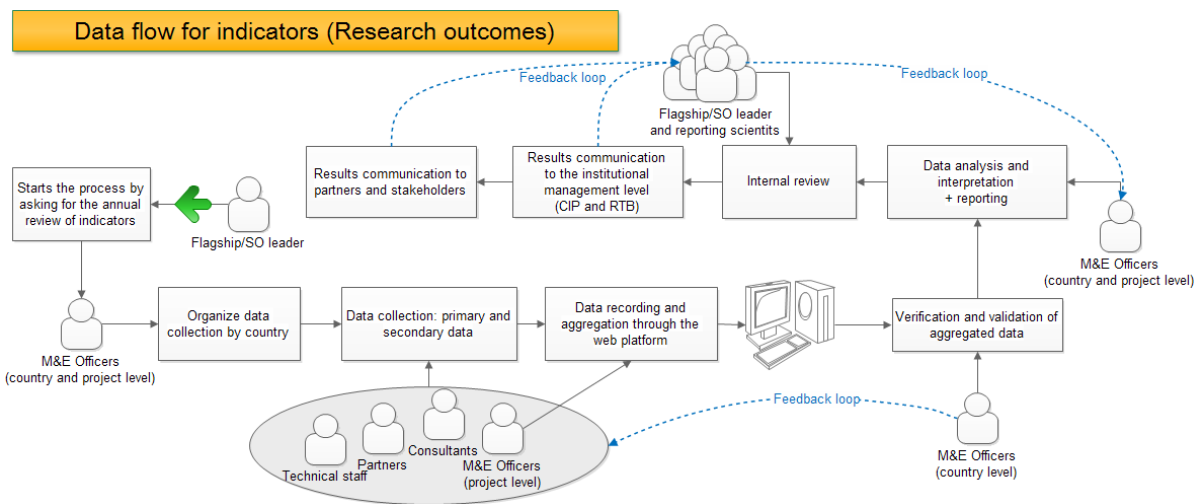 Data flow for indicators (Research outcomes)
Feedback loop
Feedback loop
Flagship/SO leader
and reporting scientits
Starts the process by
asking for the annual
review of indicators
Flagship/SO leader
Results communication to
partners and stakeholders
Results communication
to the institutional
management level
(CIP and RTB)
Internal review
Data analysis and
interpretation
+ reporting
M&E Officers
(country and project level)
M&E Officers
(country and project level)
Organize data
collection by country
Data collection: primary and
secondary data
Data recording and
aggregation through the
web platform
Verification and validation of
aggregated data
Technical staff
Partners
Consultants
M&E Officers
(project level)
Feedback loop
M&E Officers
(country level)